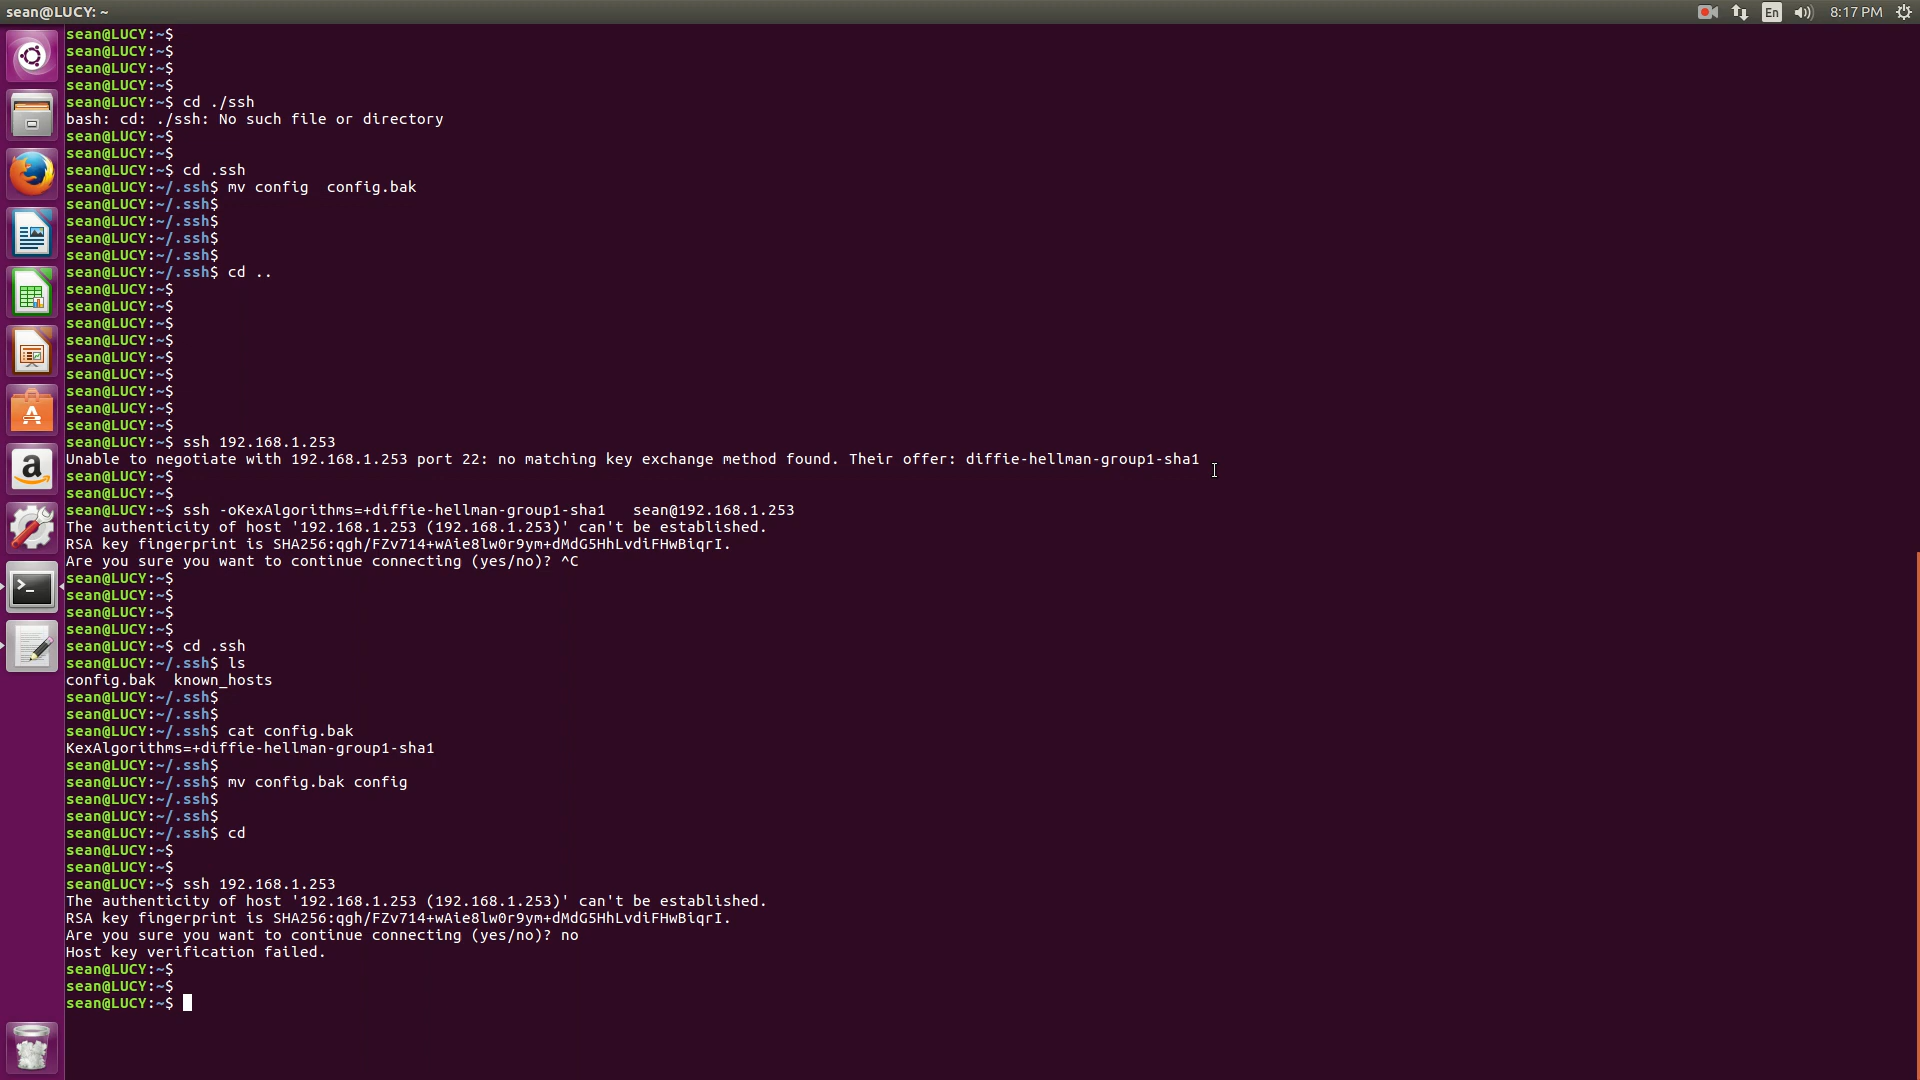 sean@LUCY: ~
En
8:17 PM
sean@LUCY:~$
sean@LUCY:~$
sean@LUCY:~$
sean@LUCY:~$
sean@LUCY:~$ cd ./ssh
bash: cd: ./ssh: No such file or directory
sean@LUCY:~$
sean@LUCY:~$
sean@LUCY:~$ cd .ssh
sean@LUCY:~/.ssh$ mv config  config.bak
sean@LUCY:~/.ssh$
sean@LUCY:~/.ssh$
sean@LUCY:~/.ssh$
sean@LUCY:~/.ssh$
sean@LUCY:~/.ssh$ cd ..
sean@LUCY:~$
sean@LUCY:~$
sean@LUCY:~$
sean@LUCY:~$
sean@LUCY:~$
sean@LUCY:~$
sean@LUCY:~$
sean@LUCY:~$
sean@LUCY:~$
sean@LUCY:~$ ssh 192.168.1.253
Unable to negotiate with 192.168.1.253 port 22: no matching key exchange method found. Their offer: diffie-hellman-group1-sha1
sean@LUCY:~$
sean@LUCY:~$
sean@LUCY:~$ ssh -oKexAlgorithms=+diffie-hellman-group1-sha1   sean@192.168.1.253
The authenticity of host '192.168.1.253 (192.168.1.253)' can't be established.
RSA key fingerprint is SHA256:qgh/FZv714+wAie8lw0r9ym+dMdG5HhLvdiFHwBiqrI.
Are you sure you want to continue connecting (yes/no)? ^C
sean@LUCY:~$
sean@LUCY:~$
sean@LUCY:~$
sean@LUCY:~$
sean@LUCY:~$ cd .ssh
sean@LUCY:~/.ssh$ ls
config.bak  known_hosts
sean@LUCY:~/.ssh$
sean@LUCY:~/.ssh$
sean@LUCY:~/.ssh$ cat config.bak
KexAlgorithms=+diffie-hellman-group1-sha1
sean@LUCY:~/.ssh$
sean@LUCY:~/.ssh$ mv config.bak config
sean@LUCY:~/.ssh$
sean@LUCY:~/.ssh$
sean@LUCY:~/.ssh$ cd
sean@LUCY:~$
sean@LUCY:~$
sean@LUCY:~$ ssh 192.168.1.253
The authenticity of host '192.168.1.253 (192.168.1.253)' can't be established.
RSA key fingerprint is SHA256:qgh/FZv714+wAie8lw0r9ym+dMdG5HhLvdiFHwBiqrI.
Are you sure you want to continue connecting (yes/no)? no
Host key verification failed.
sean@LUCY:~$
sean@LUCY:~$
sean@LUCY:~$